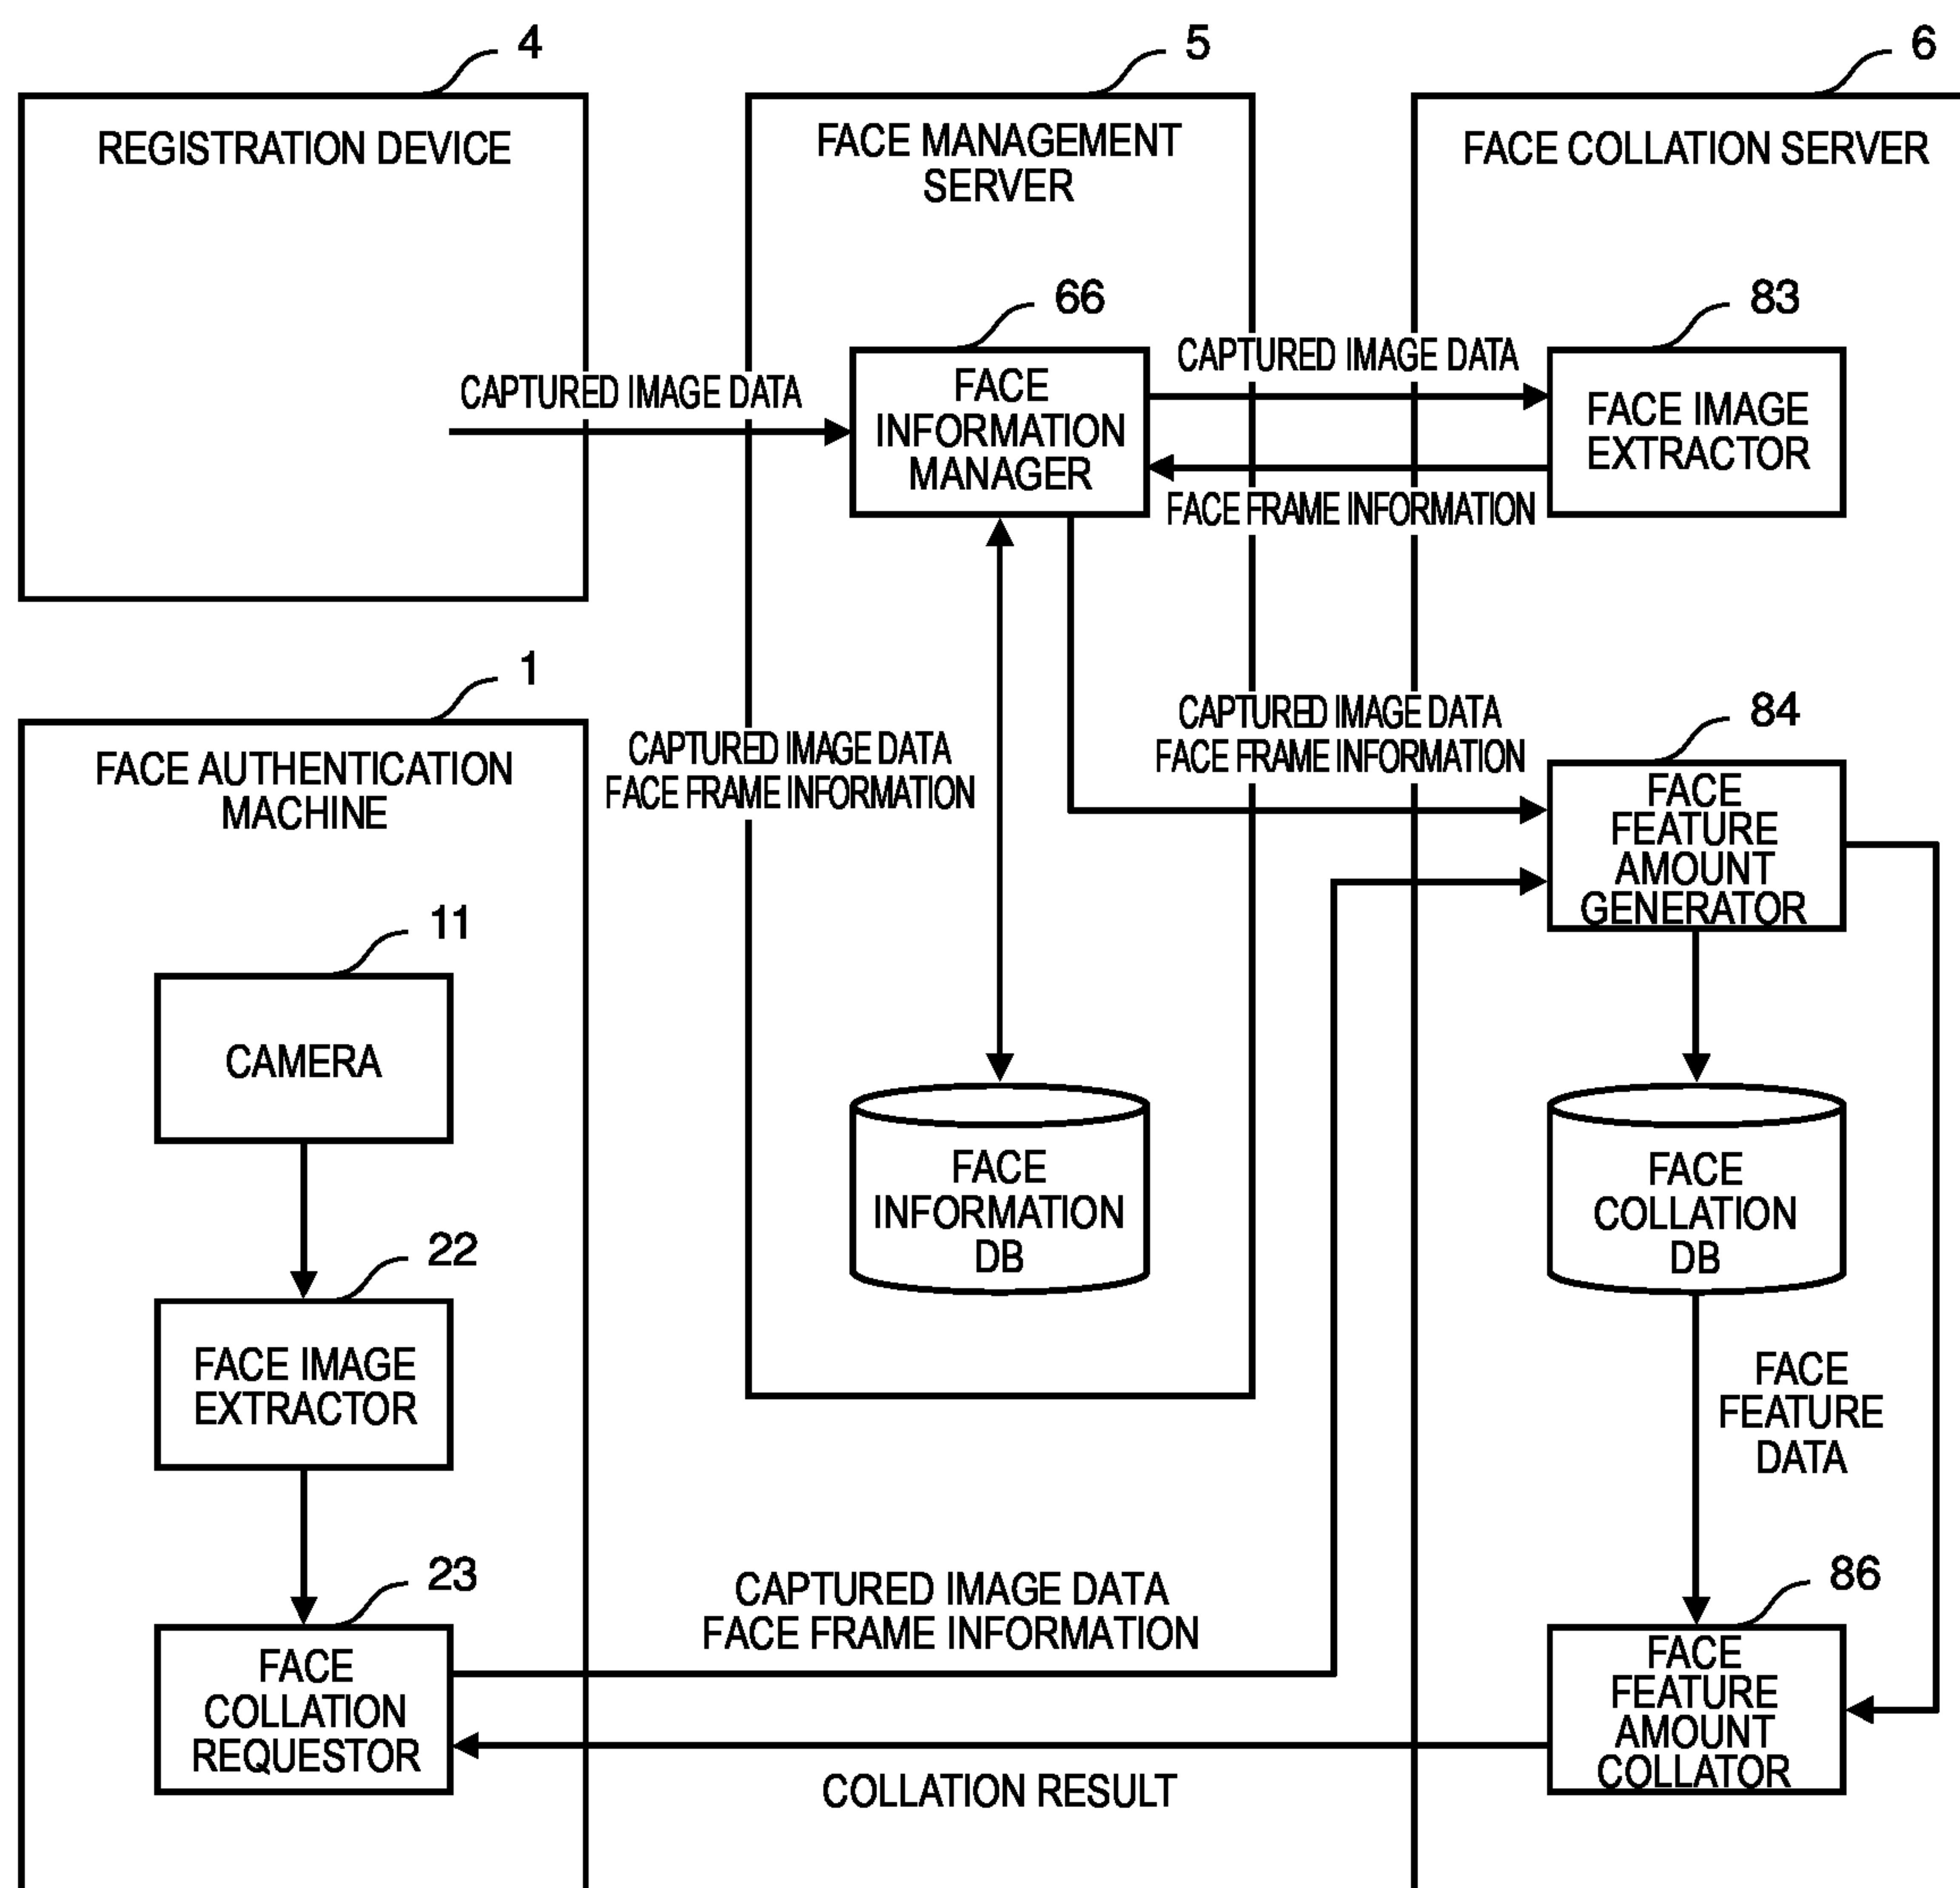 4
REGISTRATION DEVICE
CAPTURED IMAGE DATA
5
FACE MANAGEMENT
SERVER
66
FACE
INFORMATION
MANAGER
CAPTURED IMAGE DATA
FACE FRAME INFORMATION
6
FACE COLLATION SERVER
83
FACE IMAGE
EXTRACTOR
1
FACE AUTHENTICATION
MACHINE
CAPTURED IMAGE DATA
FACE FRAME INFORMATION
CAPTURED IMAGE DATA
FACE FRAME INFORMATION
84
FACE
FEATURE
AMOUNT
GENERATOR
11
CAMERA
FACE
INFORMATION
DB
FACE
COLLATION
DB
22
FACE IMAGE
EXTRACTOR
FACE
FEATURE
DATA
23
FACE
COLLATION
REQUESTOR
CAPTURED IMAGE DATA
FACE FRAME INFORMATION
COLLATION RESULT
86
FACE
FEATURE
AMOUNT
COLLATOR